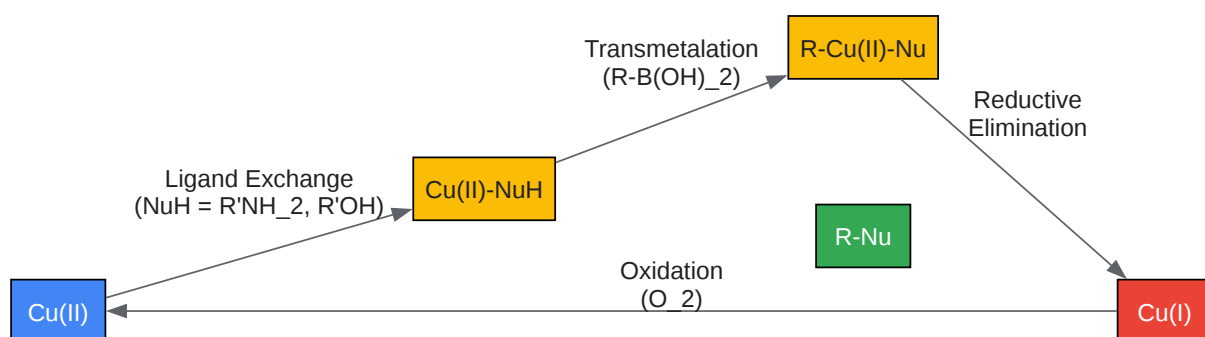 Transmetalation
(R-B(OH)_2)
R-Cu(II)-Nu
Reductive
Elimination
Ligand Exchange
(NuH = R'NH_2, R'OH)
Cu(II)-NuH
R-Nu
Oxidation
(O_2)
Cu(II)
Cu(I)